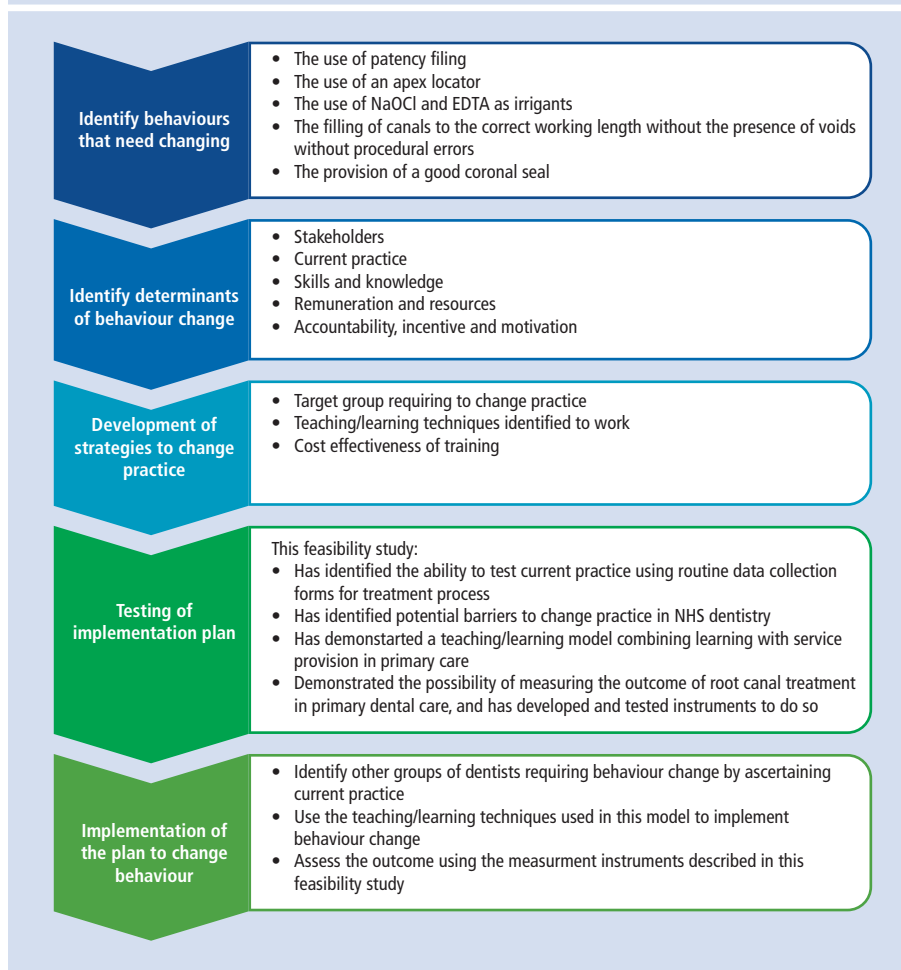 Identify behaviours
that need changing
• The use of patency filing
• The use of an apex locator
• The use of NaOCl and EDTA as irrigants
• The filling of canals to the correct working length without the presence of voids
without procedural errors
• The provision of a good coronal seal
Identify determinants
of behaviour change
• Stakeholders
• Current practice
• Skills and knowledge
• Remuneration and resources
• Accountability, incentive and motivation
Development of
strategies to change
practice
• Target group requiring to change practice
• Teaching/learning techniques identified to work
• Cost effectiveness of training
Testing of
implementation plan
This feasibility study:
• Has identified the ability to test current practice using routine data collection
forms for treatment process
• Has identified potential barriers to change practice in NHS dentistry
• Has demonstarted a teaching/learning model combining learning with service
provision in primary care
• Demonstrated the possibility of measuring the outcome of root canal treatment
in primary dental care, and has developed and tested instruments to do so
Implementation of
the plan to change
behaviour
• Identify other groups of dentists requiring behaviour change by ascertaining
current practice
• Use the teaching/learning techniques used in this model to implement
behaviour change
• Assess the outcome using the measurment instruments described in this
feasibility study